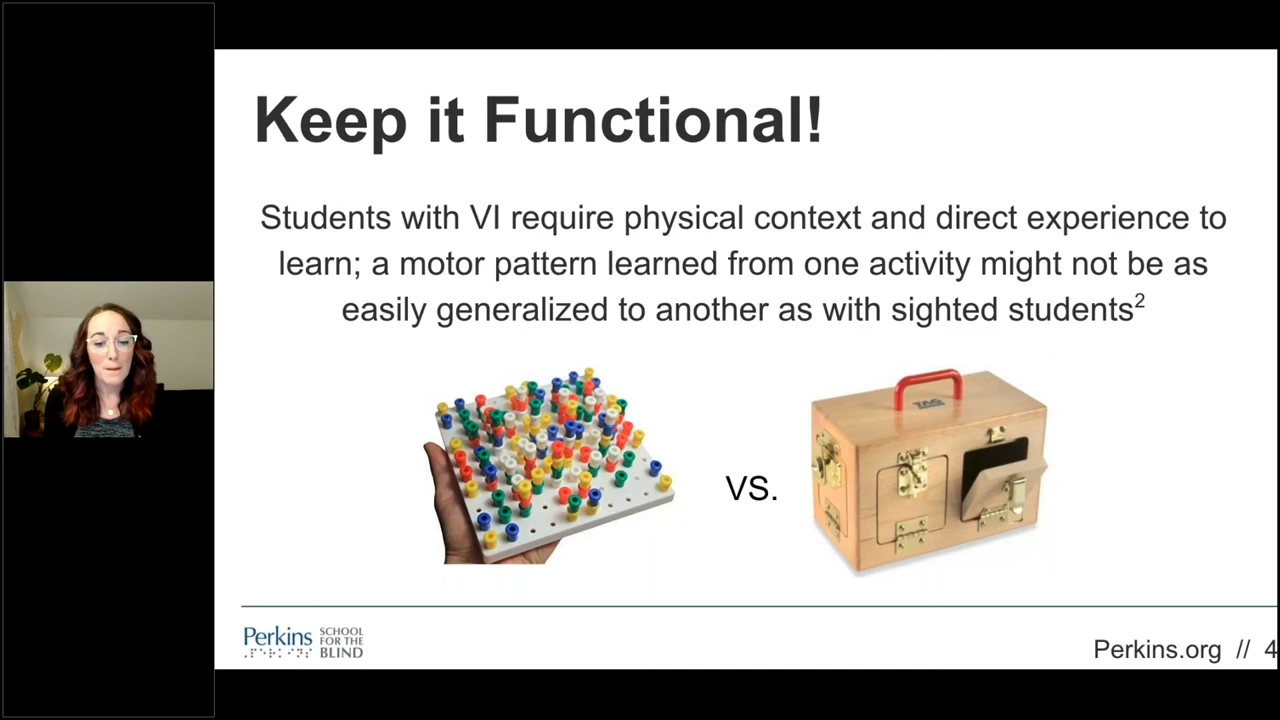 Keep it Functional!
Students with VI require physical context and direct experience to
learn; a motor pattern learned from one activity might not be as
easily generalized to another as with sighted students2
VS.
TAG
Perkins SCHOOL
FOR THE
BLIND
Perkins.org // 4